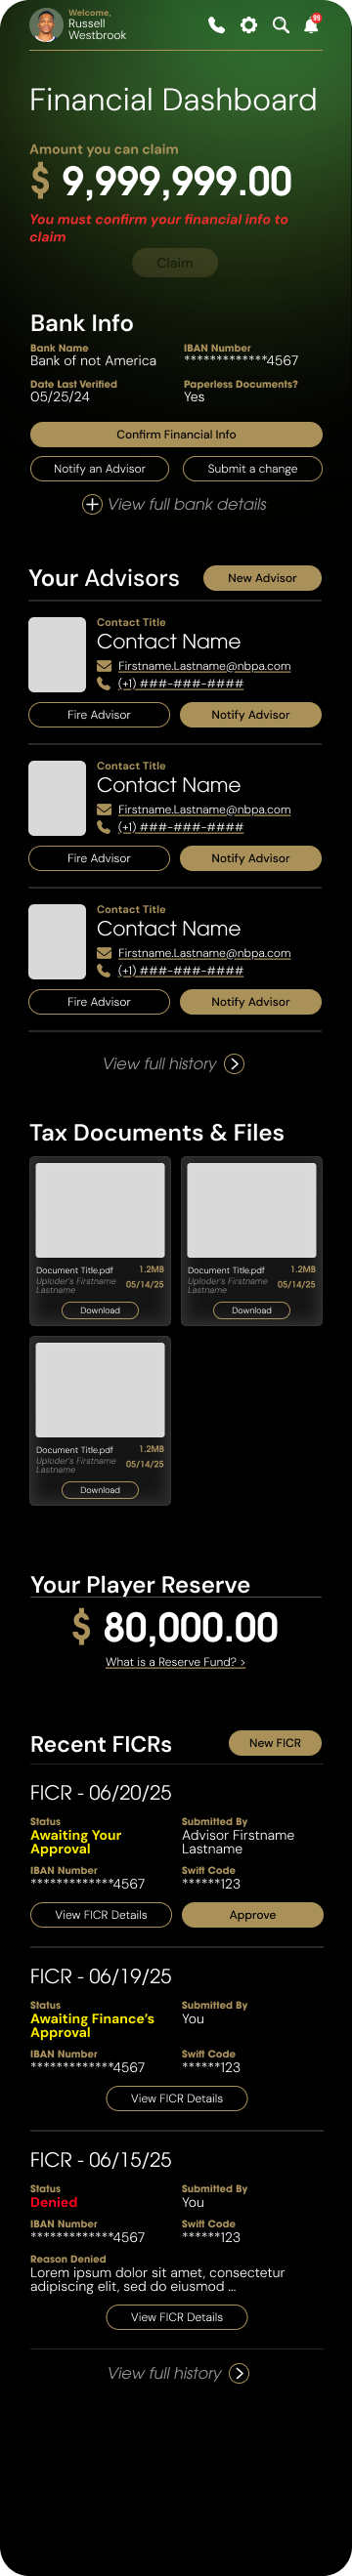 Welcome,
Russell
Westbrook
99
Financial Dashboard
Amount you can claim
$ 9,999,999.00
You must confirm your financial info to
claim
Claim
Bank Info
Bank Name IBAN Number
Bank of not America *************4567
Date Last Verified Paperless Documents?
05/25/24 Yes
Confirm Financial Info
Notify an Advisor Submit a change
View full bank details
Your Advisors New Advisor
Contact Title
Contact Name
Firstname.Lastname@nbpa.com
(+1) ###-###-####
Fire Advisor Notify Advisor
Contact Title
Contact Name
Firstname.Lastname@nbpa.com
(+1) ###-###-####
Fire Advisor Notify Advisor
Contact Title
Contact Name
Firstname.Lastname@nbpa.com
(+1) ###-###-####
Fire Advisor Notify Advisor
View full history
Tax Documents & Files
Document Title.pdf 1.2MB
Uploder's Firstname
Lastname 05/14/25
Download
Document Title.pdf 1.2MB
Uploder's Firstname
Lastname 05/14/25
Download
Document Title.pdf 1.2MB
Uploder's Firstname
Lastname 05/14/25
Download
Your Player Reserve
$ 80,000.00
What is a Reserve Fund? >
Recent FICRs New FICR
FICR - 06/20/25
Status Submitted By
Awaiting Your Advisor Firstname
Approval Lastname
IBAN Number Swiff Code
*************4567 ******123
View FICR Details Approve
FICR - 06/19/25
Status Submitted By
Awaiting Finance's You
Approval
IBAN Number Swiff Code
*************4567 ******123
View FICR Details
FICR - 06/15/25
Status Submitted By
Denied You
IBAN Number Swiff Code
*************4567 ******123
Reason Denied
Lorem ipsum dolor sit amet, consectetur
adipiscing elit, sed do eiusmod ...
View FICR Details
View full history